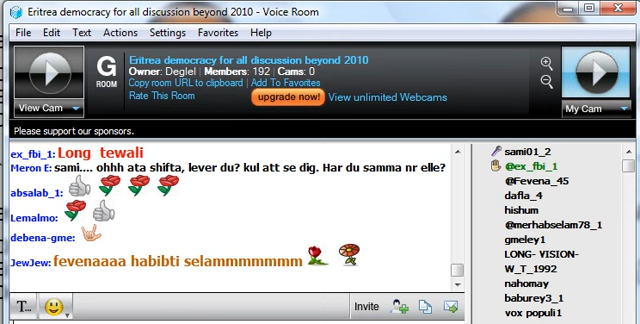 Eritrea democracy for all discussion beyond 2010 - Voice Room
File Edit Text Actions Settings Favorites Help
G
ROOM
Eritrea democracy for all discussion beyond 2010
Owner: Deglel | Members: 192 | Cams: 0
Copy room URL to clipboard | Add To Favorites
Rate This Room
upgrade now! View unlimited Webcams
View Cam
My Cam
Please support our sponsors.
ex_fbi_1: Long tewali
Meron E: sami.... ohhh ata shifta, lever du? kul att se dig. Har du samma nr elle?
absalab_1:
Lemalmo:
debena-gme:
JewJew: fevenaaaa habibti selammmmmmm
sami01_2
@ex_fbi_1
@Fevena_45
dafla_4
hishum
@merhabselam78_1
gmeley1
LONG- VISION-
W_T_1992
nahomay
baburey3_1
vox populi1
T...
Invite